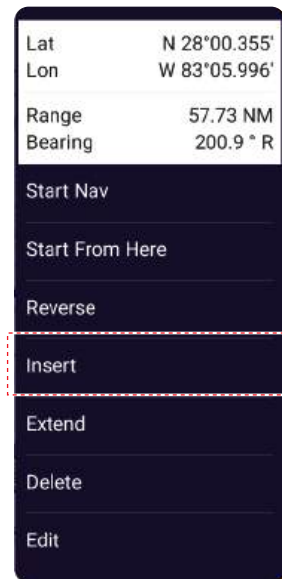 Lat N 28°00.355'
Lon W 83°05.996'
Range 57.73 NM
Bearing 200.9 ° R
Start Nav
Start From Here
Reverse
Insert
Extend
Delete
Edit